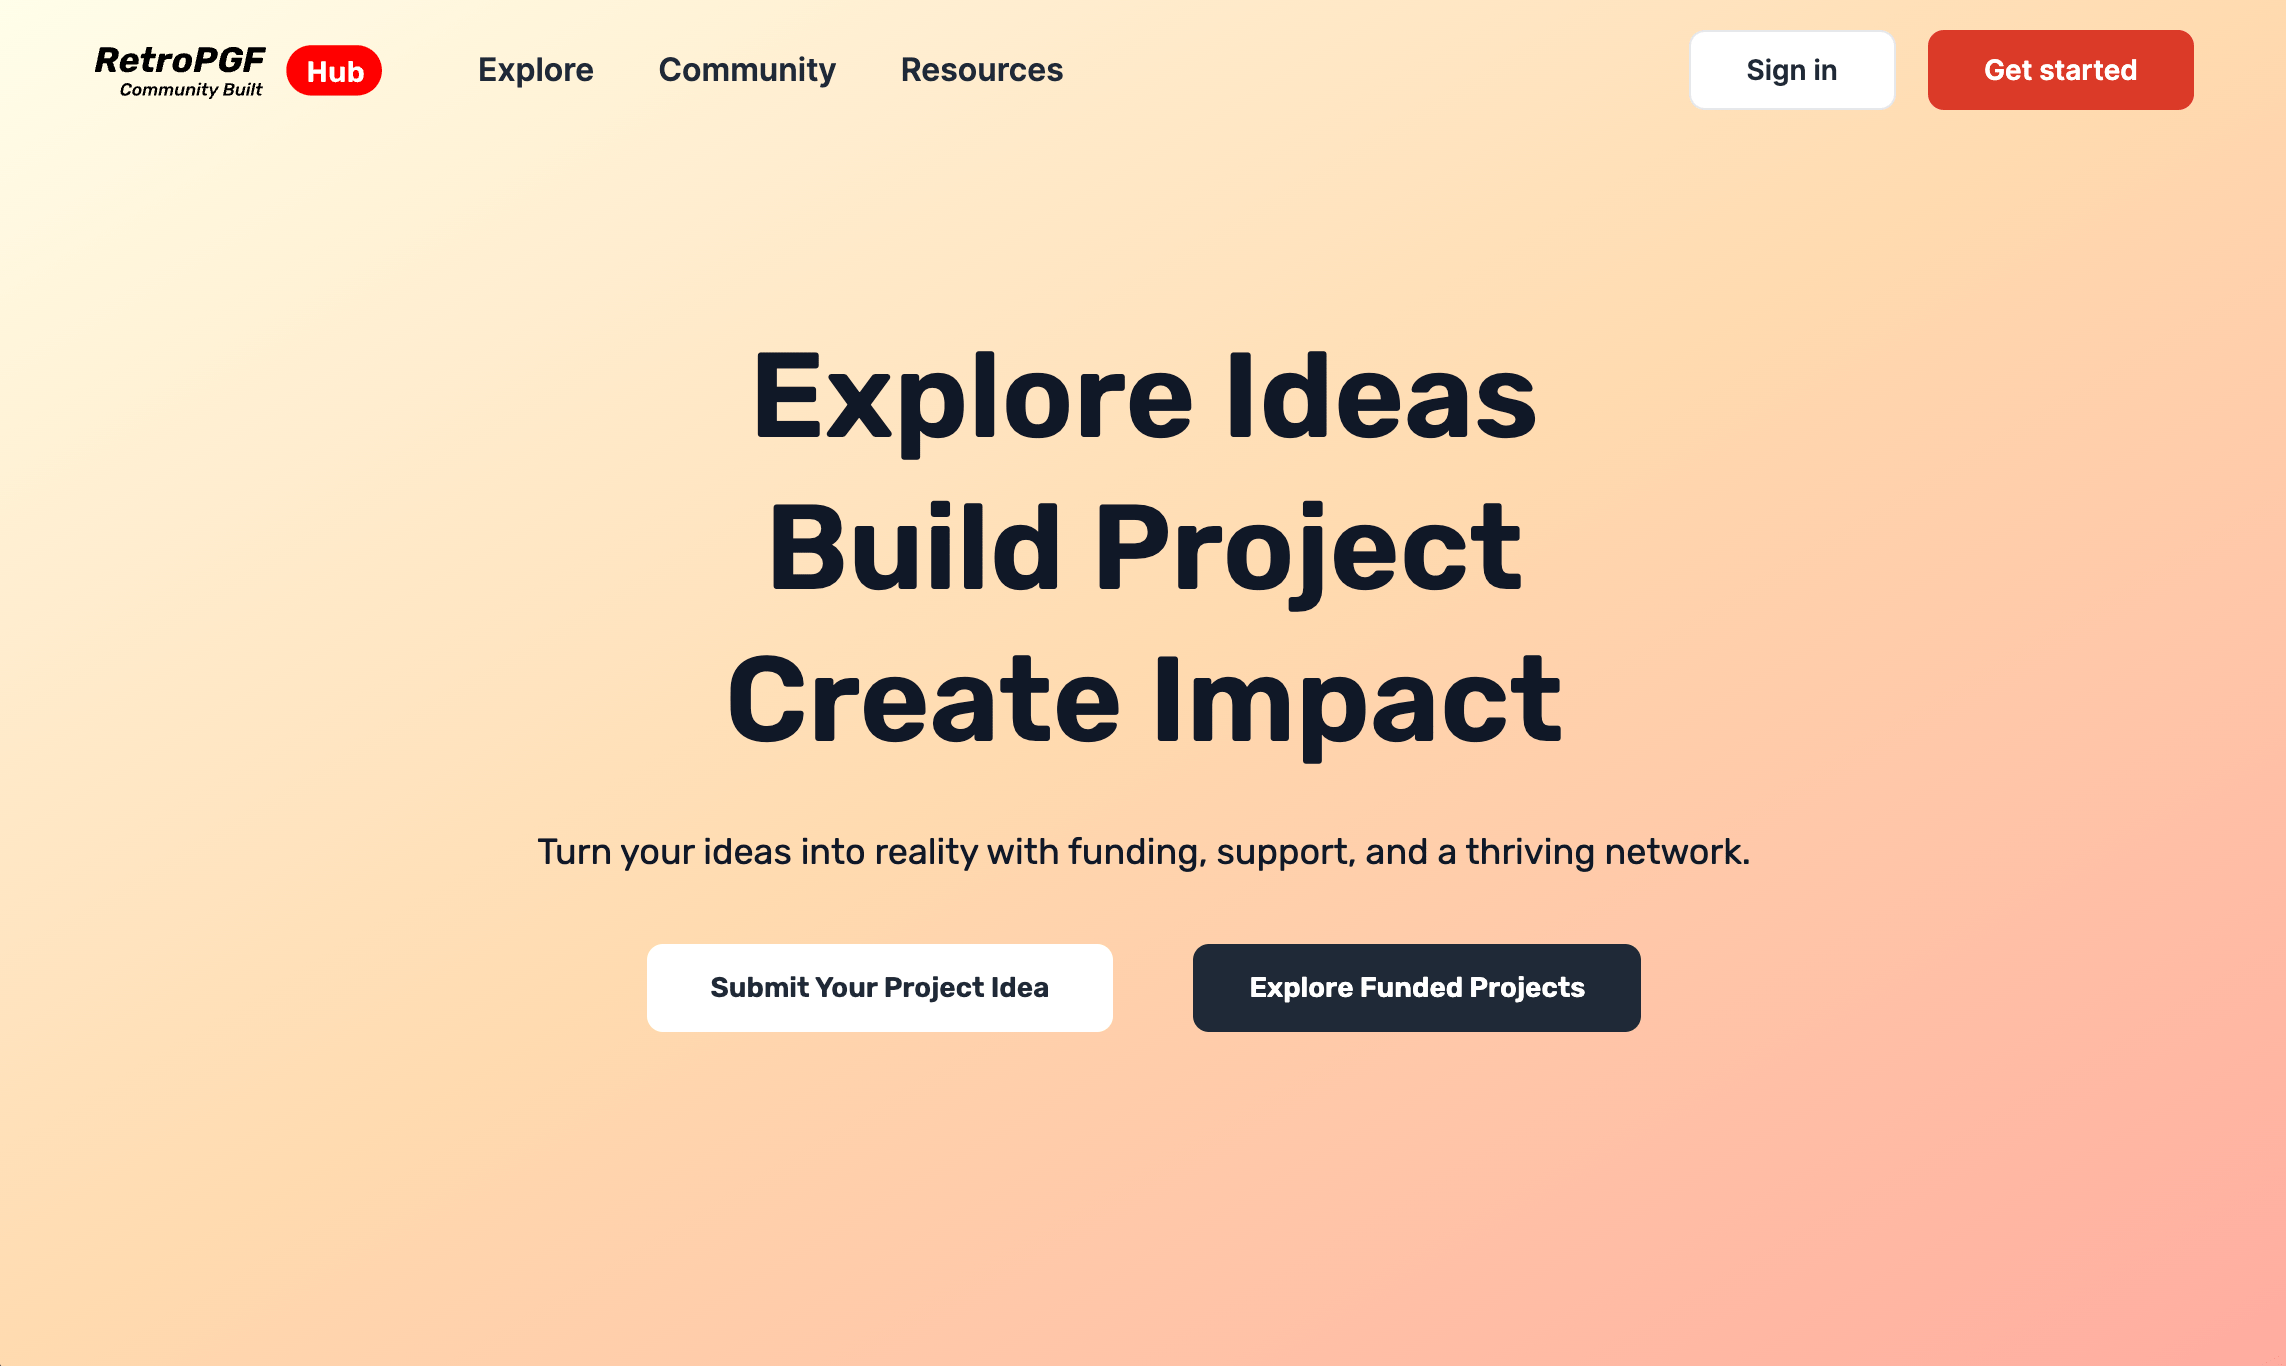 RetroPGF
Community Built
Hub
Explore
Community
Resources
Sign in
Get started
Explore Ideas
Build Project
Create Impact
Turn your ideas into reality with funding, support, and a thriving network.
Submit Your Project Idea
Explore Funded Projects